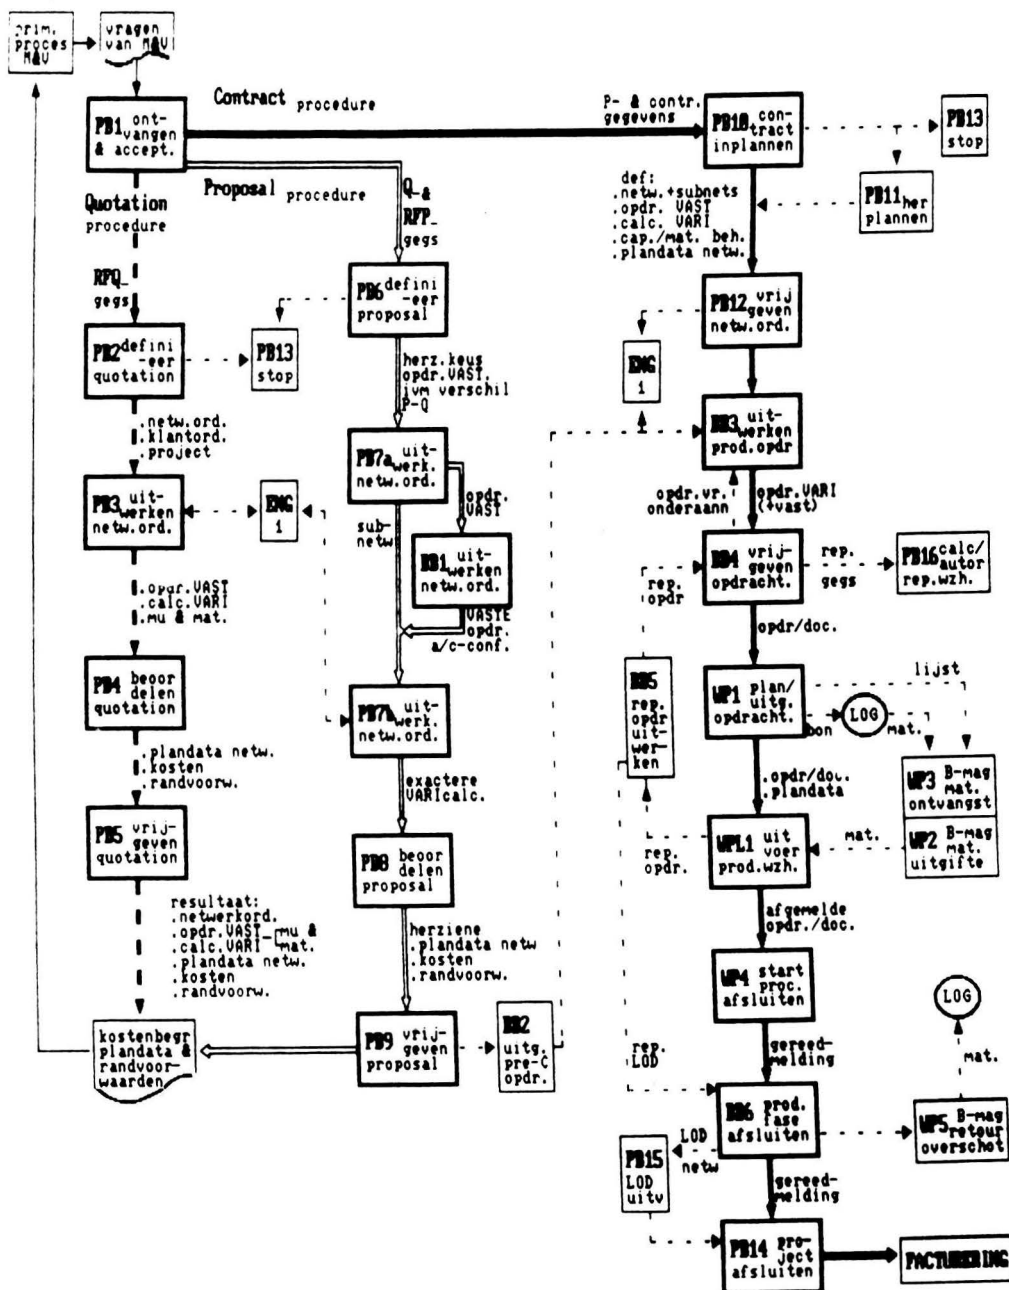 prim.
proces
M&V
vragen
van M&V
PB1 ont-
vangen
& accept.
Contract procedure
P- & contr.
gegevens
PB10 con-
tract
inplannen
PB13
stop
PB11 her
plannen
def:
.netw.+subnets
.opdr. VAST
.calc. VARI
.cap./mat. beh.
.plandata netw.
Proposal procedure
Q_&
RFP_
gegs
Quotation
procedure
RFQ_
gegs
PB2 defini
-eer
quotation
PB13
stop
PB6 defini
-eer
proposal
PB12 vrij
geven
netw.ord.
ENG
1
herz.keus
opdr.VAST.
ivm verschil
P-Q
.netw.ord.
.klantord.
.project
PB3 uit-
werken
netw.ord.
ENG
1
PB7a uit-
werk.
netw.ord.
opdr.
VAST
sub-
netw
BB1 uit-
werken
netw.ord.
VASTE
opdr.
a/c-conf.
BB3 uit-
werken
prod.opdr
opdr.vr.
onderaann
opdr.VARI
(+vast)
BB4 vrij-
geven
opdracht.
rep.
gegs
PB16 calc/
autor
rep.wzh.
rep.
opdr
opdr/doc.
.opdr.VAST
.calc.VARI
.mu & mat.
PB4 beoor
delen
quotation
PB7b uit-
werk.
netw.ord.
BB5
rep.
opdr
uit-
wer-
ken
WP1 plan/
uitg.
opdracht.
lijst
LOG
bon
mat.
WP3 B-mag
mat.
ontvangst
WP2 B-mag
mat.
uitgifte
.opdr/doc.
.plandata
.plandata netw.
.kosten
.randvoorw.
exactere
VARIcalc.
PB5 vrij-
geven
quotation
PB8 beoor
delen
proposal
WPL1 uit
voer
prod.wzh.
mat.
rep.
opdr.
afgemelde
opdr./doc.
resultaat:
.netwerkord.
.opdr.VAST mu &
.calc.VARI mat.
.plandata netw.
.kosten
.randvoorw.
herziene
.plandata netw
.kosten
.randvoorw.
WP4 start
proc.
afsluiten
LOG
kostenbegr
plandata &
randvoor-
waarden
PB9 vrij-
geven
proposal
BB2
uitg.
pre-C
opdr.
rep.
LOD
gereed-
melding
mat.
BB6 prod.
fase
afsluiten
WP5 B-mag
retour
overschot
PB15
LOD
uitv
LOD
netw
gereed-
melding
PB14 pro-
ject
afsluiten
FACTURERING